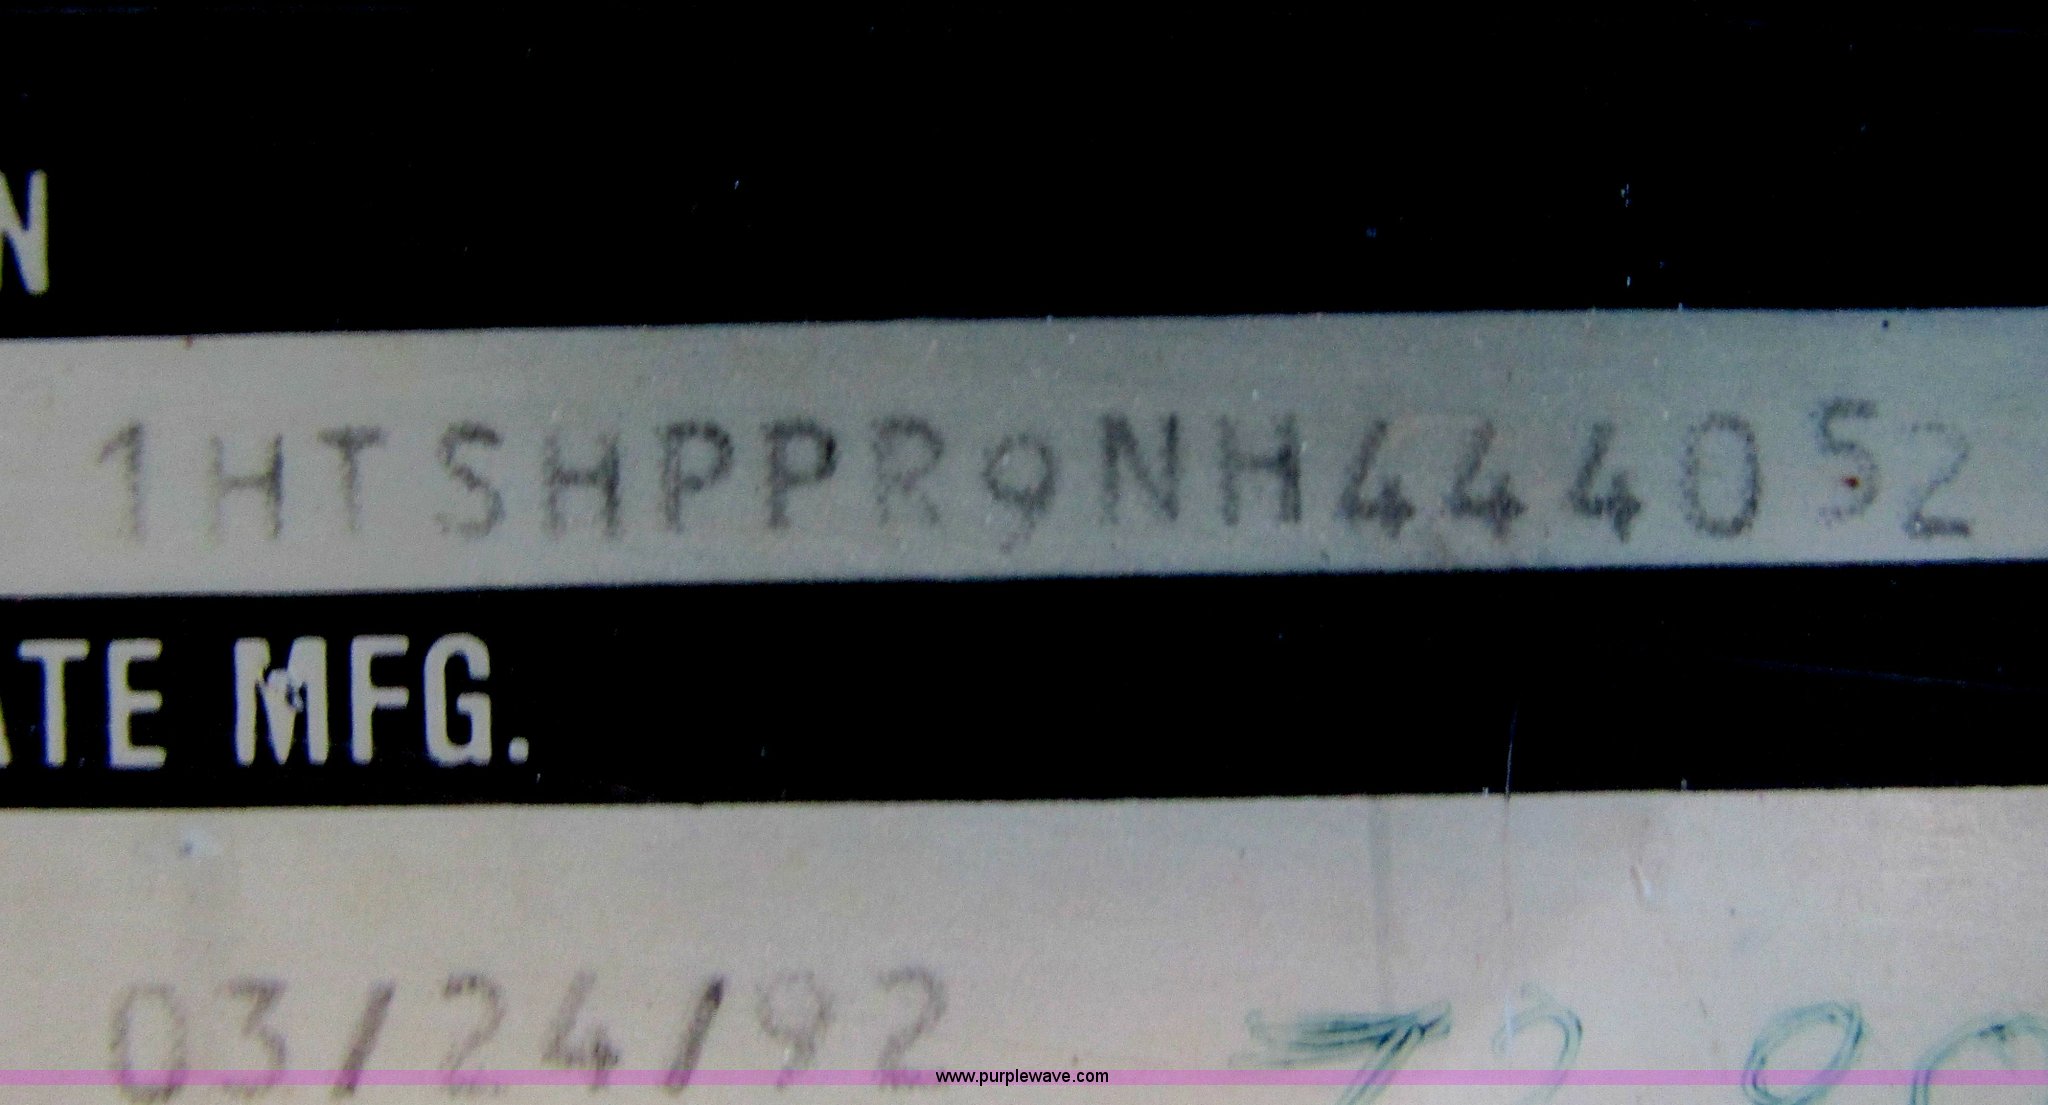 N
1HTSHPPR9NH444052
ATE MFG.
03/24/92
www.purplewave.com